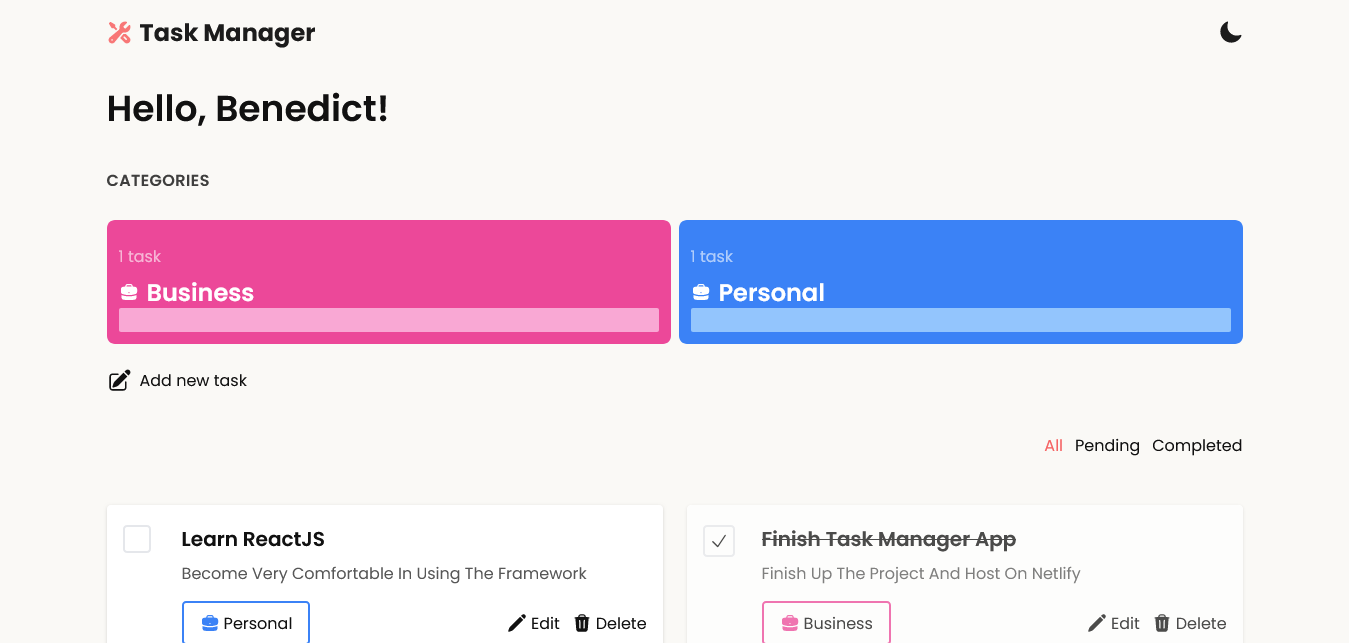 Task Manager
Hello, Benedict!
CATEGORIES
1 task
Business
1 task
Personal
Add new task
All Pending Completed
Learn ReactJS
Become Very Comfortable In Using The Framework
Personal
Edit Delete
Finish Task Manager App
Finish Up The Project And Host On Netlify
Business
Edit Delete